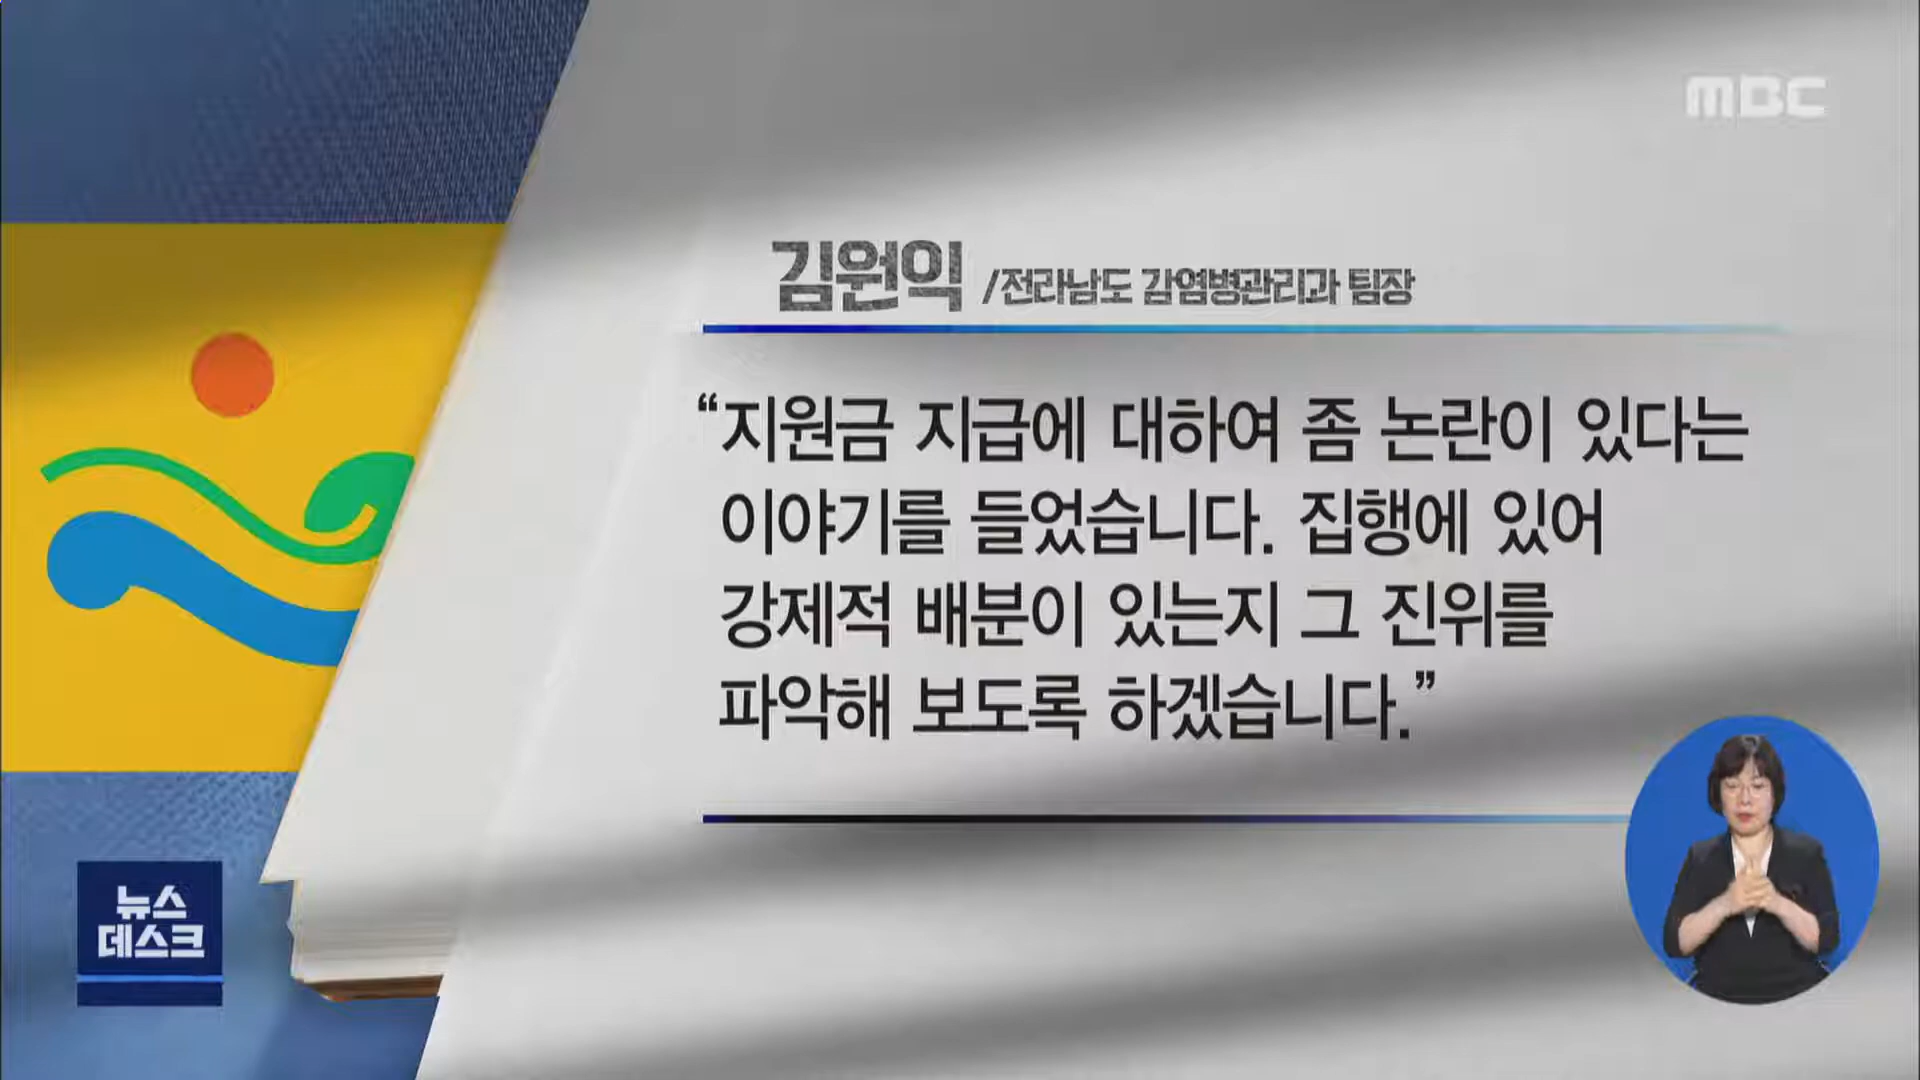 MBC
김원익 /전라남도 감염병관리과 팀장
“지원금 지급에 대하여 좀 논란이 있다는
이야기를 들었습니다. 집행에 있어
강제적 배분이 있는지 그 진위를
파악해 보도록 하겠습니다.”
뉴스
데스크